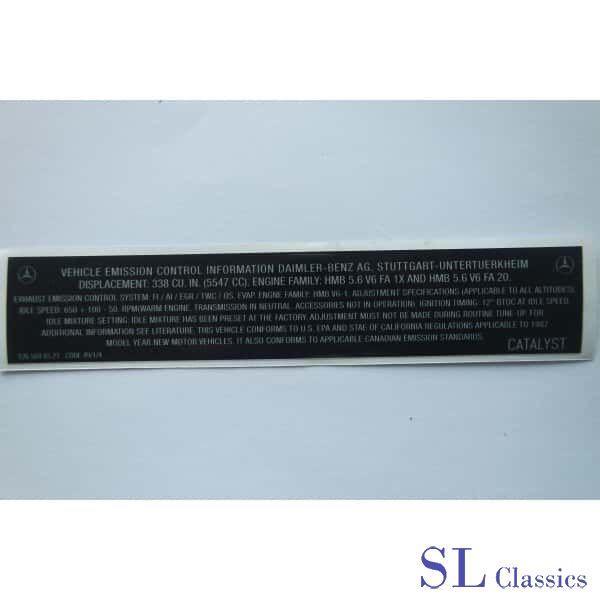 VEHICLE EMISSION CONTROL INFORMATION DAIMLER-BENZ AG. STUTTGART-UNTERTUERKHEIM
DISPLACEMENT: 338 CU. IN. (5547 CC). ENGINE FAMILY: HMB 5.6 V6 FA 1X AND HMB 5.6 V6 FA 20.
EXHAUST EMISSION CONTROL SYSTEM: FI / AI / EGR / TWC / OS. EVAP. ENGINE FAMILY: HMB V6-1. ADJUSTMENT SPECIFICATIONS (APPLICABLE TO ALL ALTITUDES).
IDLE SPEED: 650 + 100 - 50. RPM(WARM ENGINE. TRANSMISSION IN NEUTRAL. ACCESSORIES NOT IN OPERATION). IGNITION TIMING: 12° BTDC AT IDLE SPEED.
IDLE MIXTURE SETTING: IDLE MIXTURE HAS BEEN PRESET AT THE FACTORY. ADJUSTMENT MUST NOT BE MADE DURING ROUTINE TUNE-UP. FOR
ADDITIONAL INFORMATION SEE LITERATURE. THIS VEHICLE CONFORMS TO U.S. EPA AND STAE OF CALIFORNIA REGULATIONS APPLICABLE TO 1987
MODEL YEAR NEW MOTOR VEHICLES. IT ALSO CONFORMS TO APPLICABLE CANADIAN EMISSION STANDARDS.
CODE
CATALYST
SL Classics